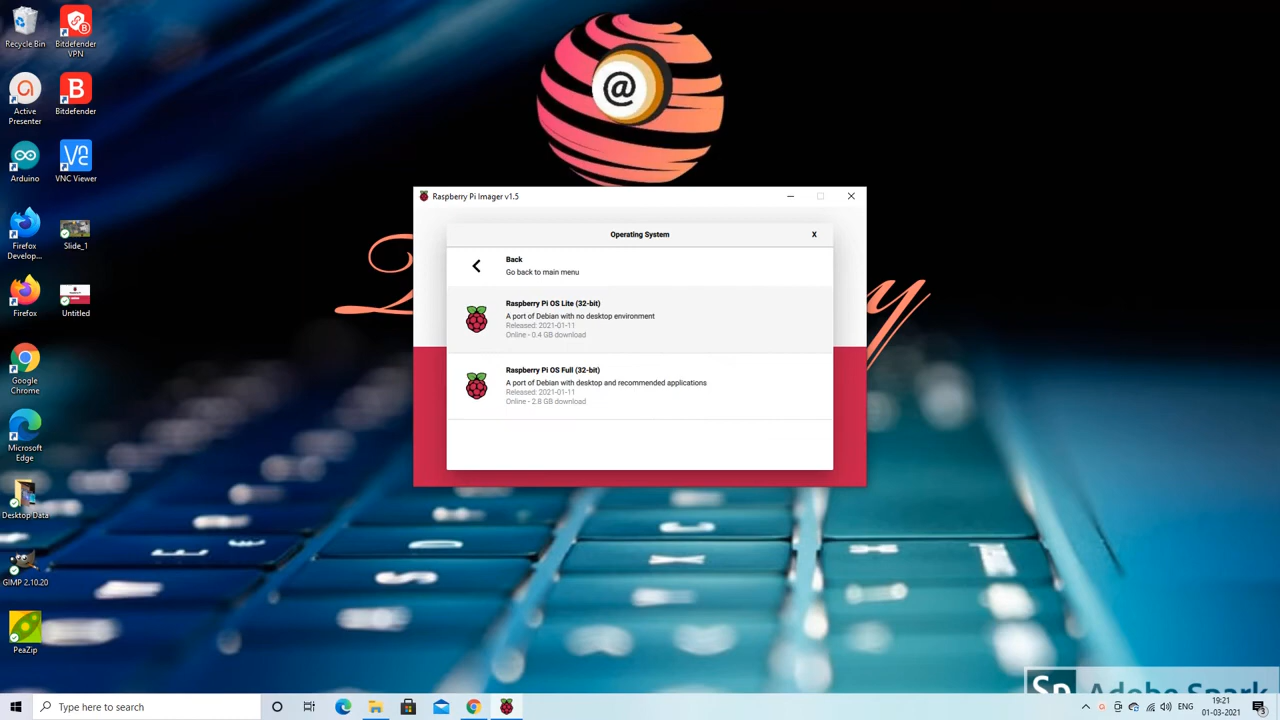 Recycle Bin
Bitdefender
VPN
Active
Presenter
Bitdefender
Arduino
VNC Viewer
Firefox
Develop...
Slide_1
Firefox
Untitled
Google
Chrome
Microsoft
Edge
Desktop Data
GIMP 2.10.20
PeaZip
@
Raspberry Pi Imager v1.5
Operating System
X
Back
Go back to main menu
Raspberry Pi OS Lite (32-bit)
A port of Debian with no desktop environment
Released: 2021-01-11
Online - 0.4 GB download
Raspberry Pi OS Full (32-bit)
A port of Debian with desktop and recommended applications
Released: 2021-01-11
Online - 2.8 GB download
Sp Adobe Spark
Type here to search
ENG
19:21
01-03-2021
3